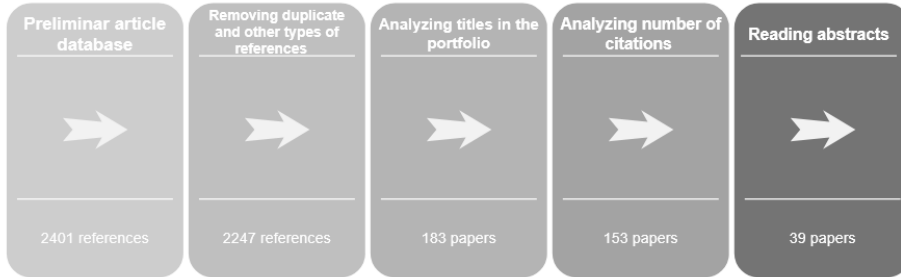 Preliminar article
database
2401 references
Removing duplicate
and other types of
references
2247 references
Analyzing titles in the
portfolio
183 papers
Analyzing number of
citations
153 papers
Reading abstracts
39 papers